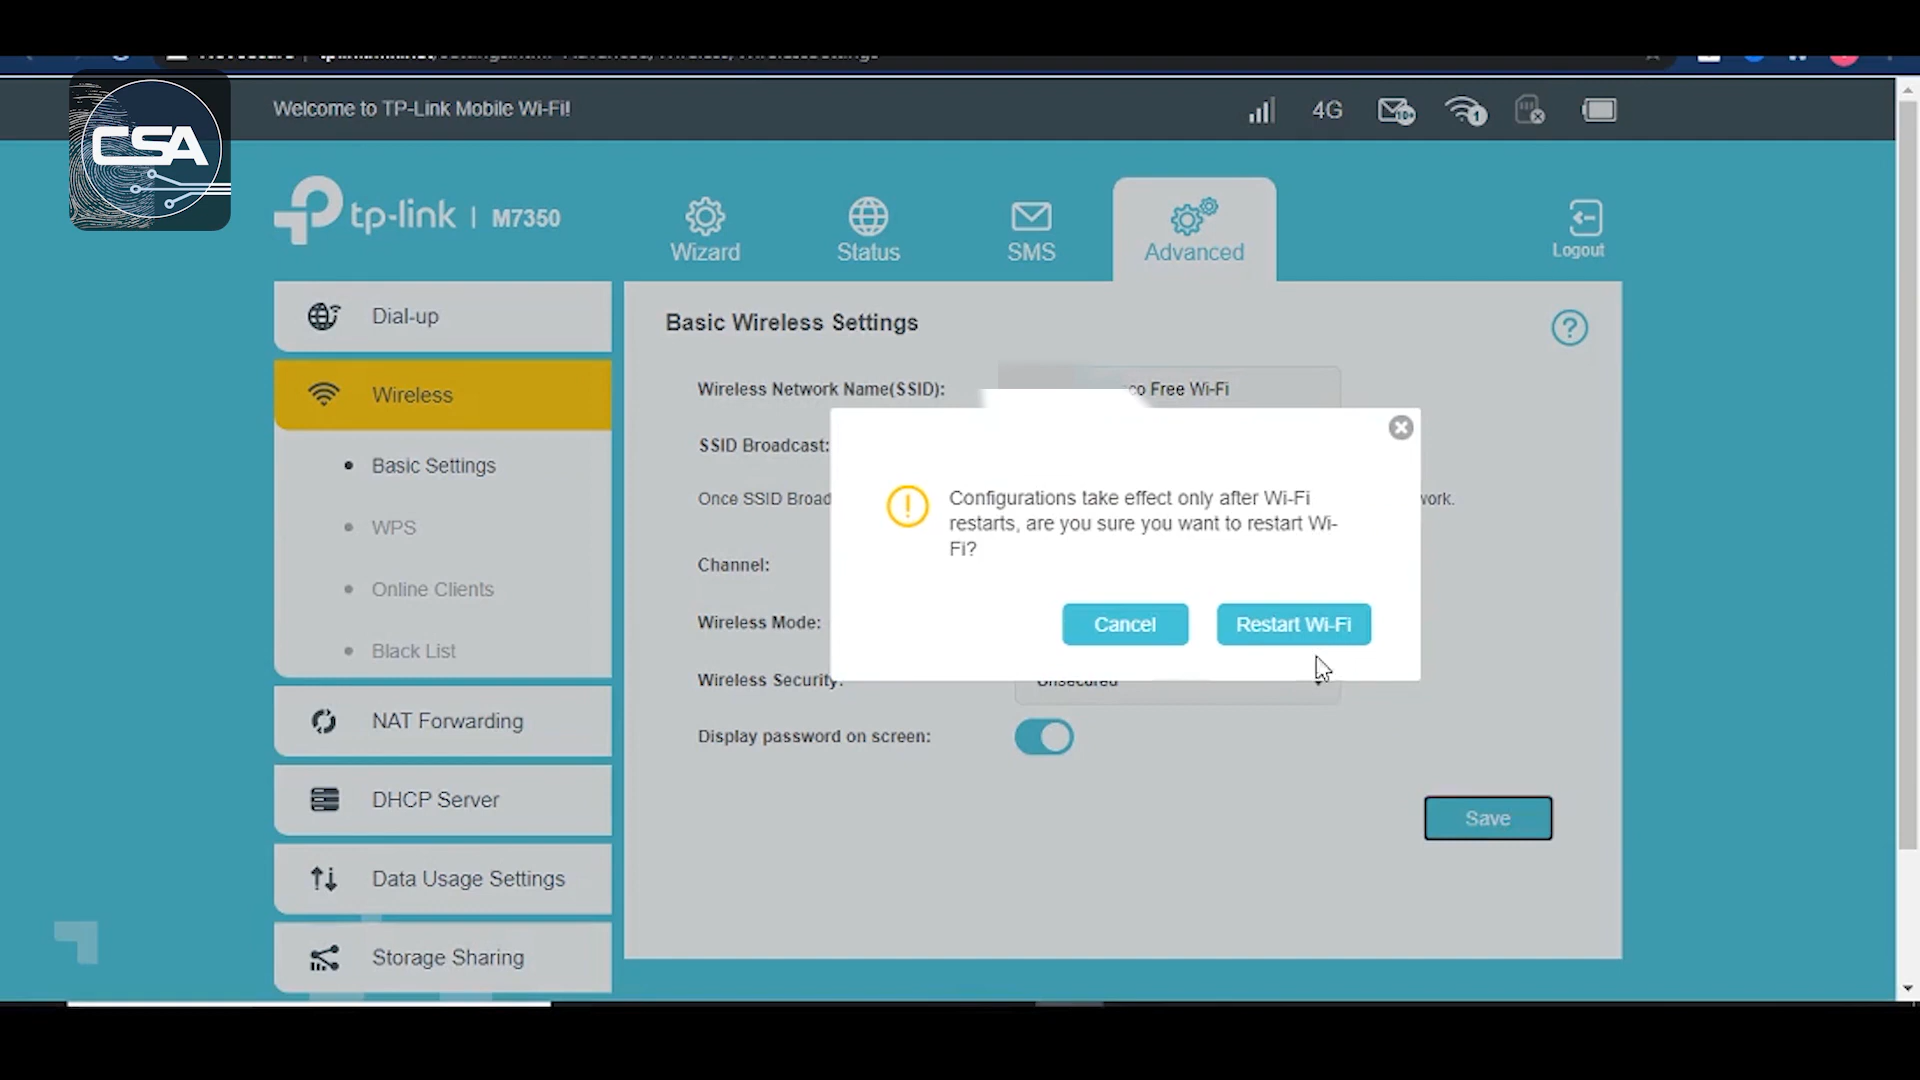 Welcome to TP-Link Mobile Wi-Fi!
4G
10+
1
CSA
tp-link | M7350
Wizard
Status
SMS
Advanced
Logout
Dial-up
Wireless
Basic Settings
WPS
Online Clients
Black List
NAT Forwarding
DHCP Server
Data Usage Settings
Storage Sharing
Basic Wireless Settings
?
Wireless Network Name(SSID):
co Free Wi-Fi
SSID Broadcast:
Once SSID Broad
work.
Channel:
Wireless Mode:
Wireless Security:
Unsecured
Display password on screen:
Save
Configurations take effect only after Wi-Fi
restarts, are you sure you want to restart Wi-
Fi?
Cancel
Restart Wi-Fi